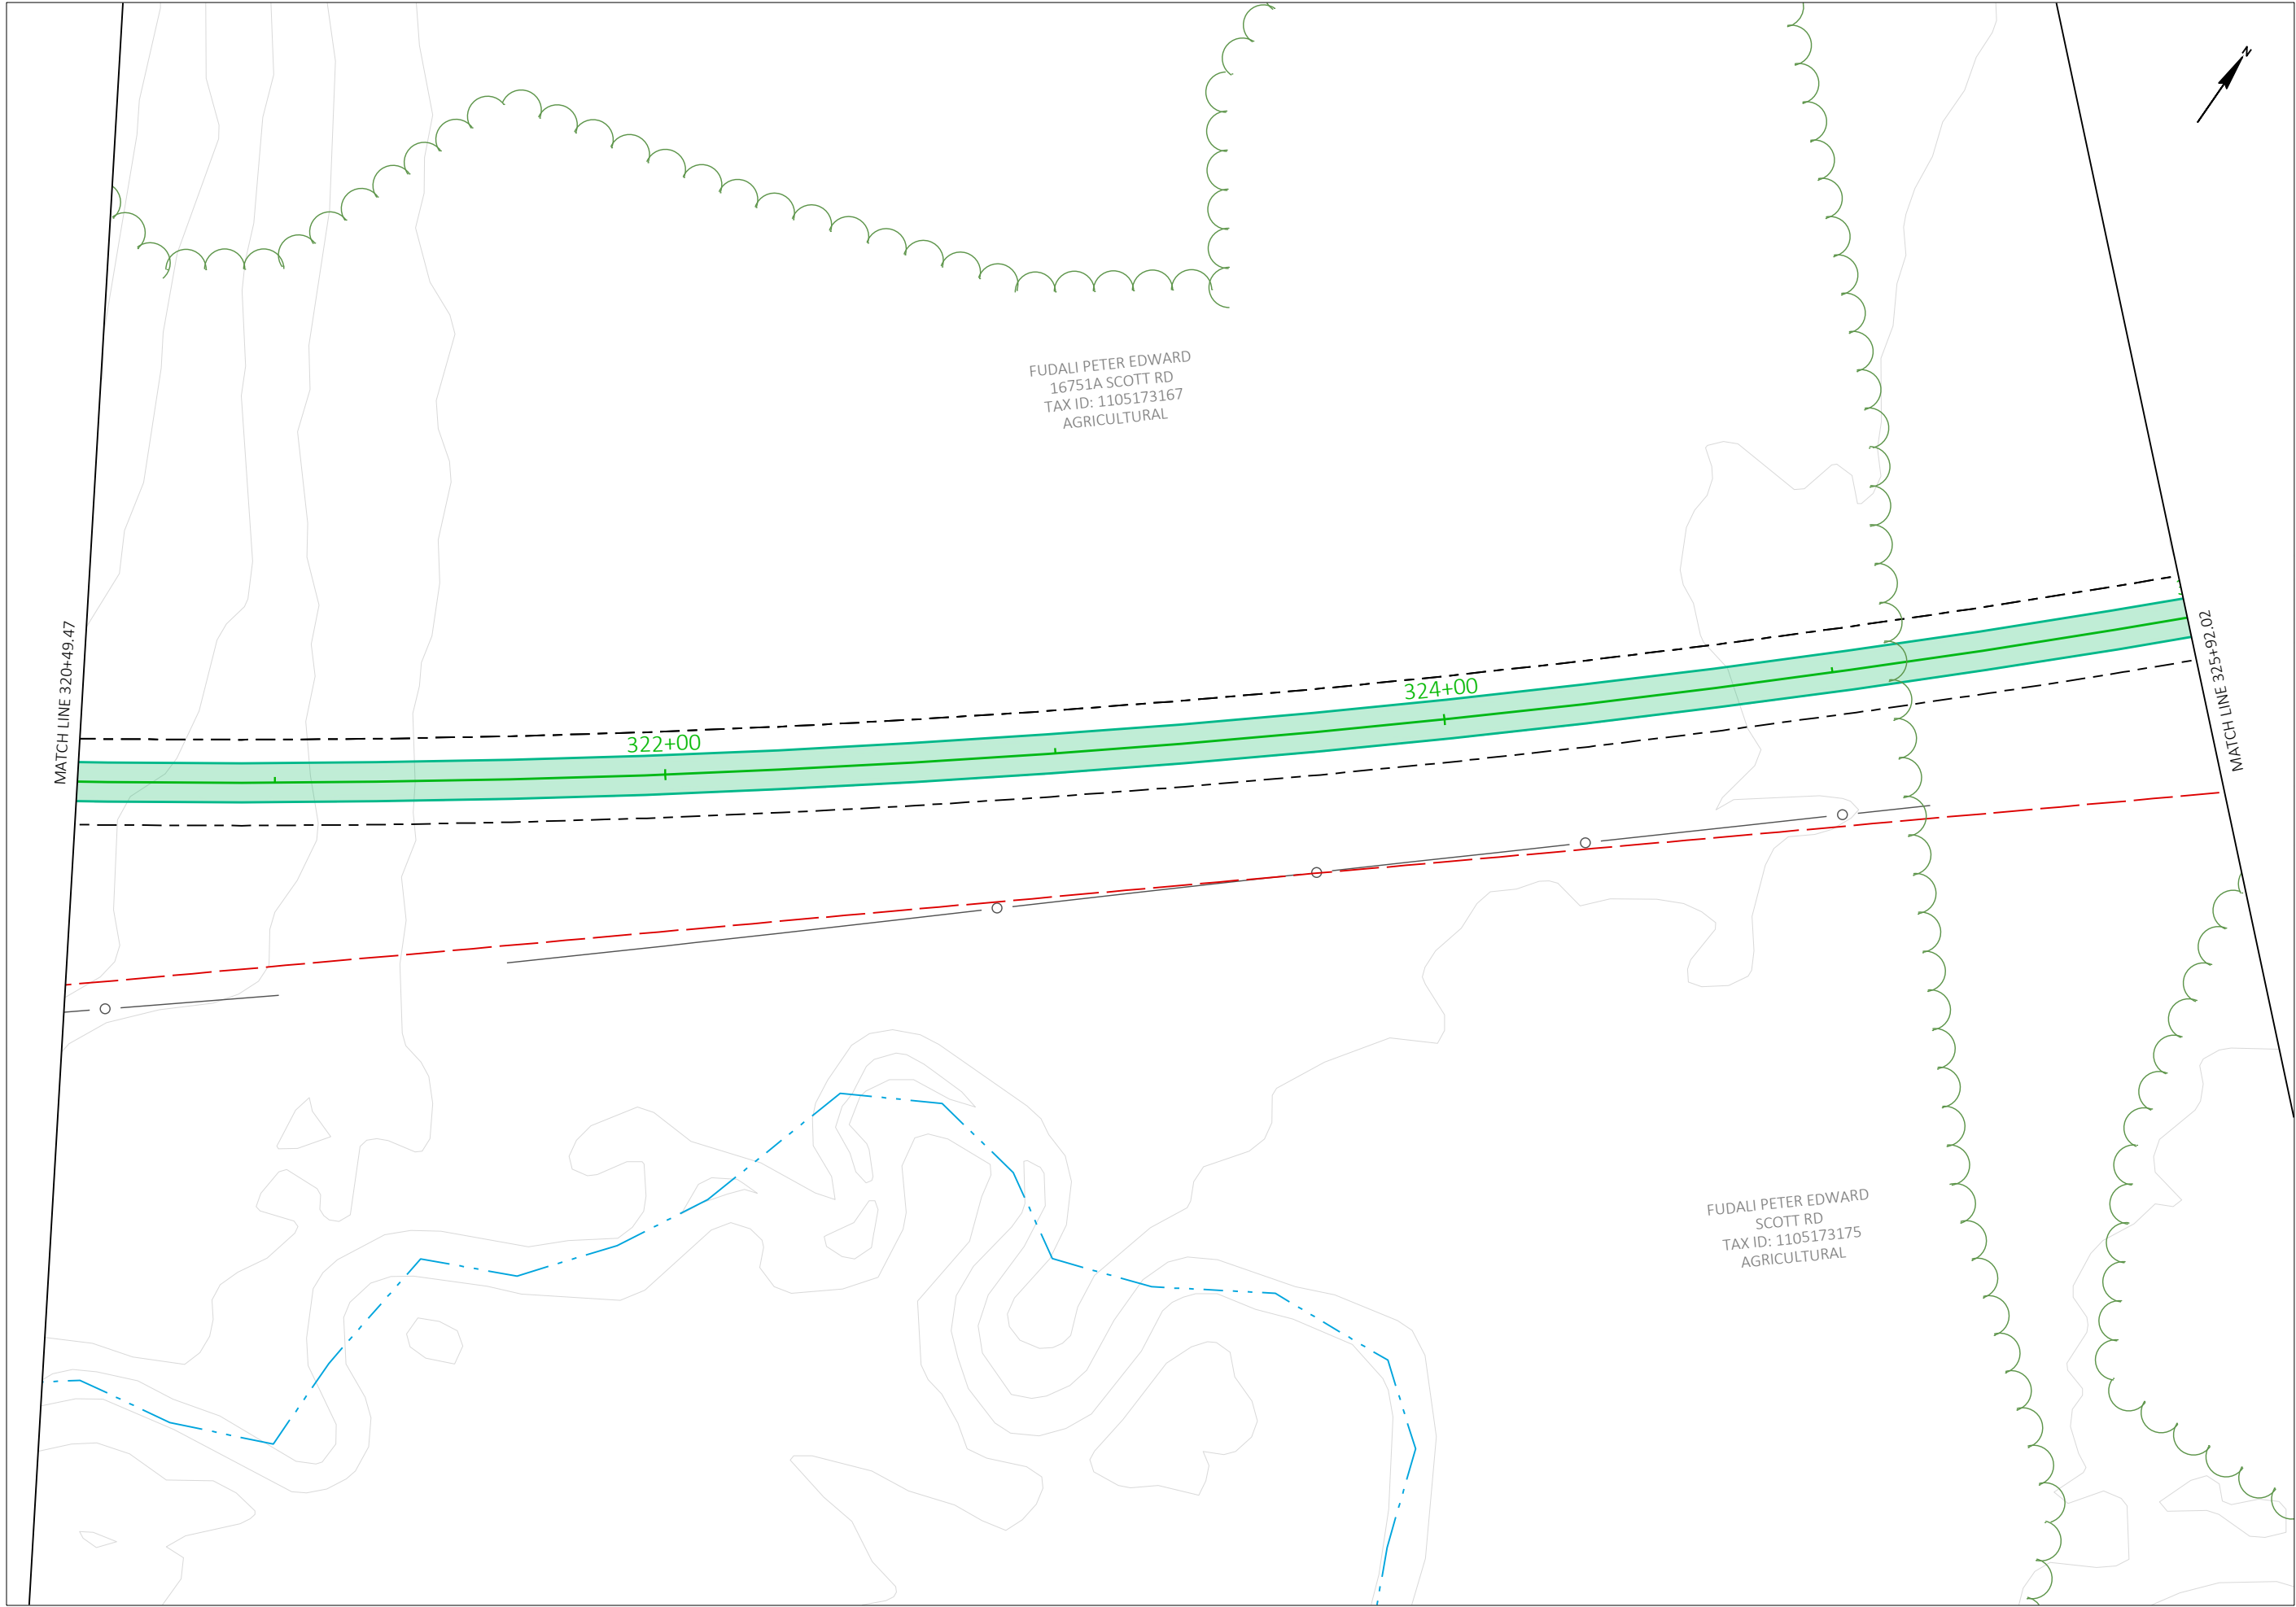 N
FUDALI PETER EDWARD
16751A SCOTT RD
TAX ID: 1105173167
AGRICULTURAL
MATCH LINE 320+49.47
322+00
324+00
MATCH LINE 325+92.02
FUDALI PETER EDWARD
SCOTT RD
TAX ID: 1105173175
AGRICULTURAL